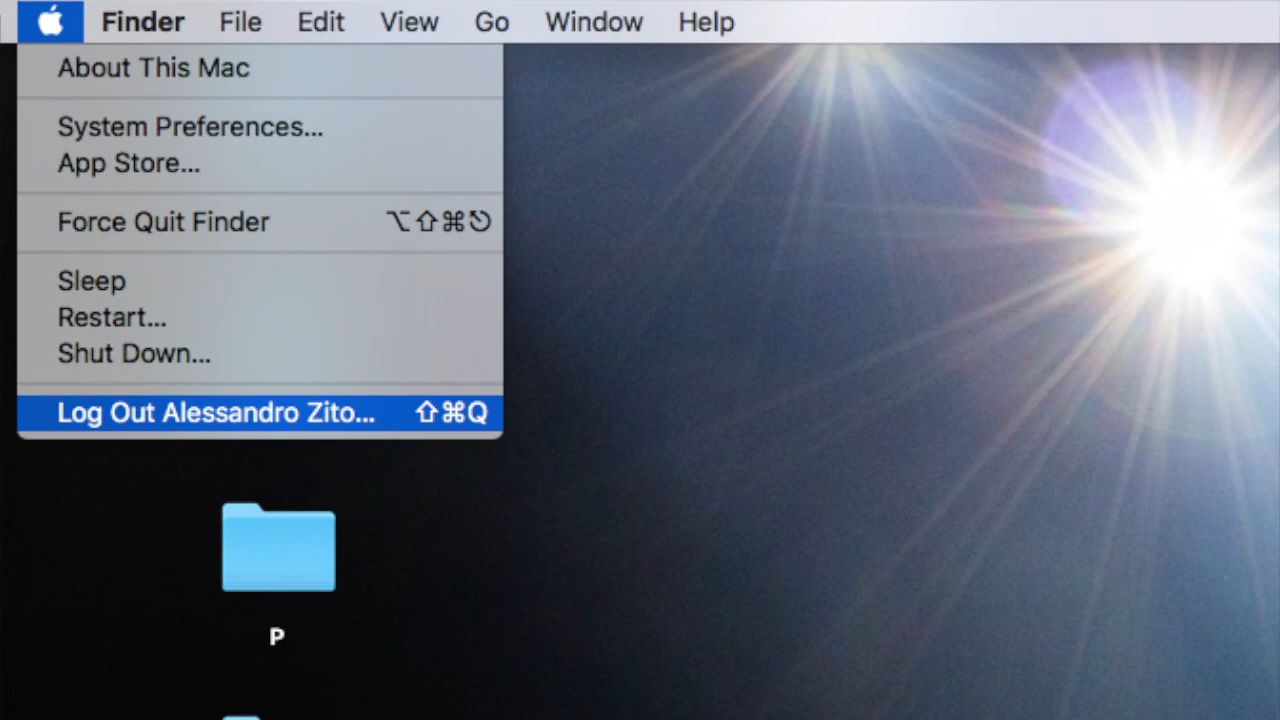 Finder File Edit View Go Window Help
About This Mac
System Preferences...
App Store...
Force Quit Finder ⌥⇧⌘⎋
Sleep
Restart...
Shut Down...
Log Out Alessandro Zito... ⇧⌘Q
P